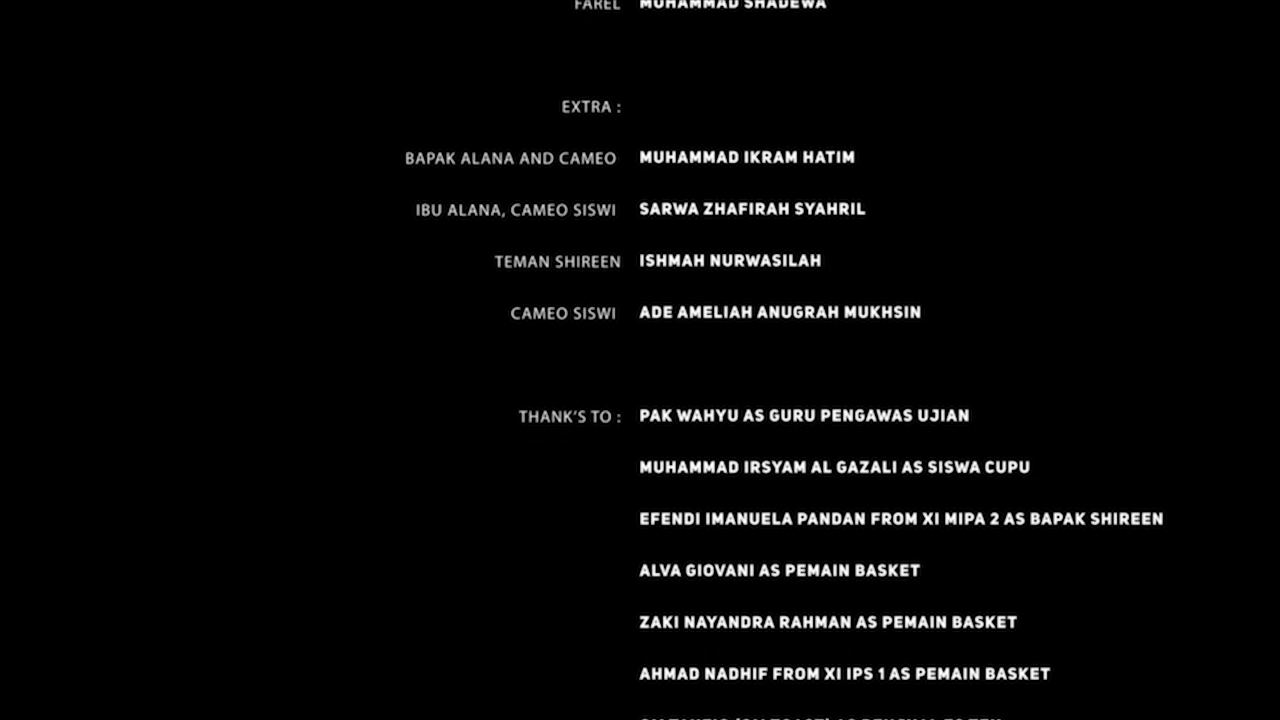 FAREL MUHAMMAD SHADEWA
EXTRA :
BAPAK ALANA AND CAMEO MUHAMMAD IKRAM HATIM
IBU ALANA, CAMEO SISWI SARWA ZHAFIRAH SYAHRIL
TEMAN SHIREEN ISHMAH NURWASILAH
CAMEO SISWI ADE AMELIAH ANUGRAH MUKHSIN
THANK'S TO : PAK WAHYU AS GURU PENGAWAS UJIAN
MUHAMMAD IRSYAM AL GAZALI AS SISWA CUPU
EFENDI IMANUELA PANDAN FROM XI MIPA 2 AS BAPAK SHIREEN
ALVA GIOVANI AS PEMAIN BASKET
ZAKI NAYANDRA RAHMAN AS PEMAIN BASKET
AHMAD NADHIF FROM XI IPS 1 AS PEMAIN BASKET